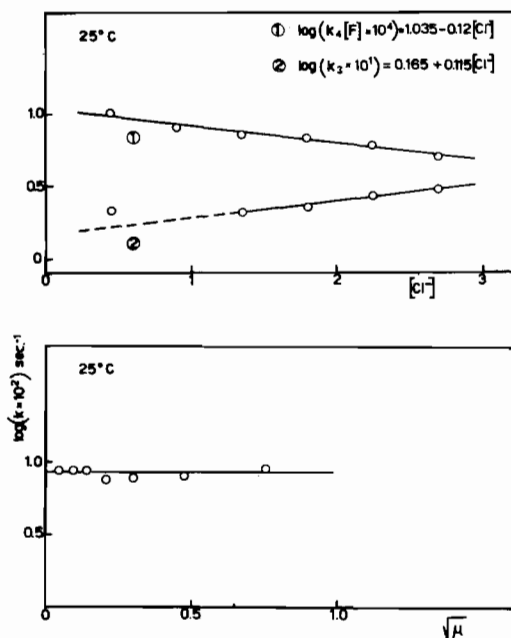 25°C
① log(k₄[F]×10⁴)=1.035-0.12[Cl⁻]
② log(k₃×10¹)=0.165+0.115[Cl⁻]
1.0
①
0.5
②
0
0 1 2 3
[Cl⁻]
25°C
log(k×10²) sec.⁻¹
1.0
0.5
0 0.5 1.0
√μ